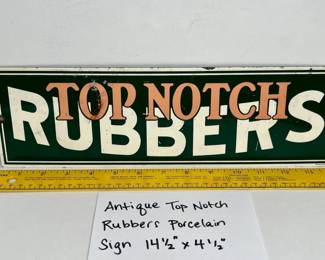 TOP NOTCH
RUBBERS
Antique Top Notch
Rubbers Porcelain
Sign 14½" x 4½"